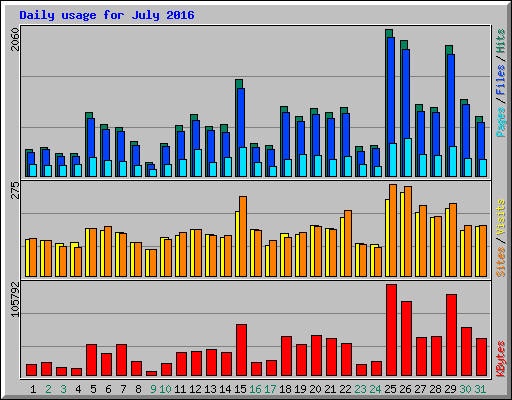 Daily usage for July 2016
2060
Pages / Files / Hits
275
Sites / Visits
105792
KBytes
1 2 3 4 5 6 7 8 9 10 11 12 13 14 15 16 17 18 19 20 21 22 23 24 25 26 27 28 29 30 31